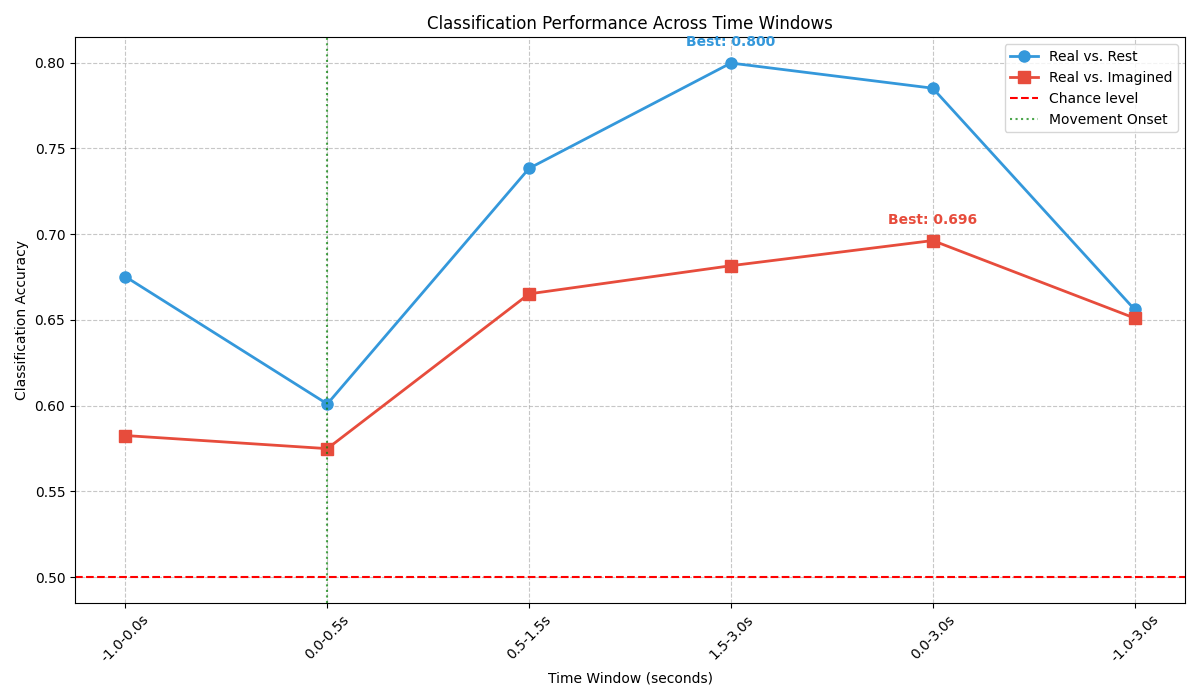 Classification Performance Across Time Windows
Best: 0.800
Real vs. Rest
Real vs. Imagined
Chance level
Movement Onset
Best: 0.696
Classification Accuracy
0.80
0.75
0.70
0.65
0.60
0.55
0.50
-1.0-0.0s
0.0-0.5s
0.5-1.5s
1.5-3.0s
0.0-3.0s
-1.0-3.0s
Time Window (seconds)